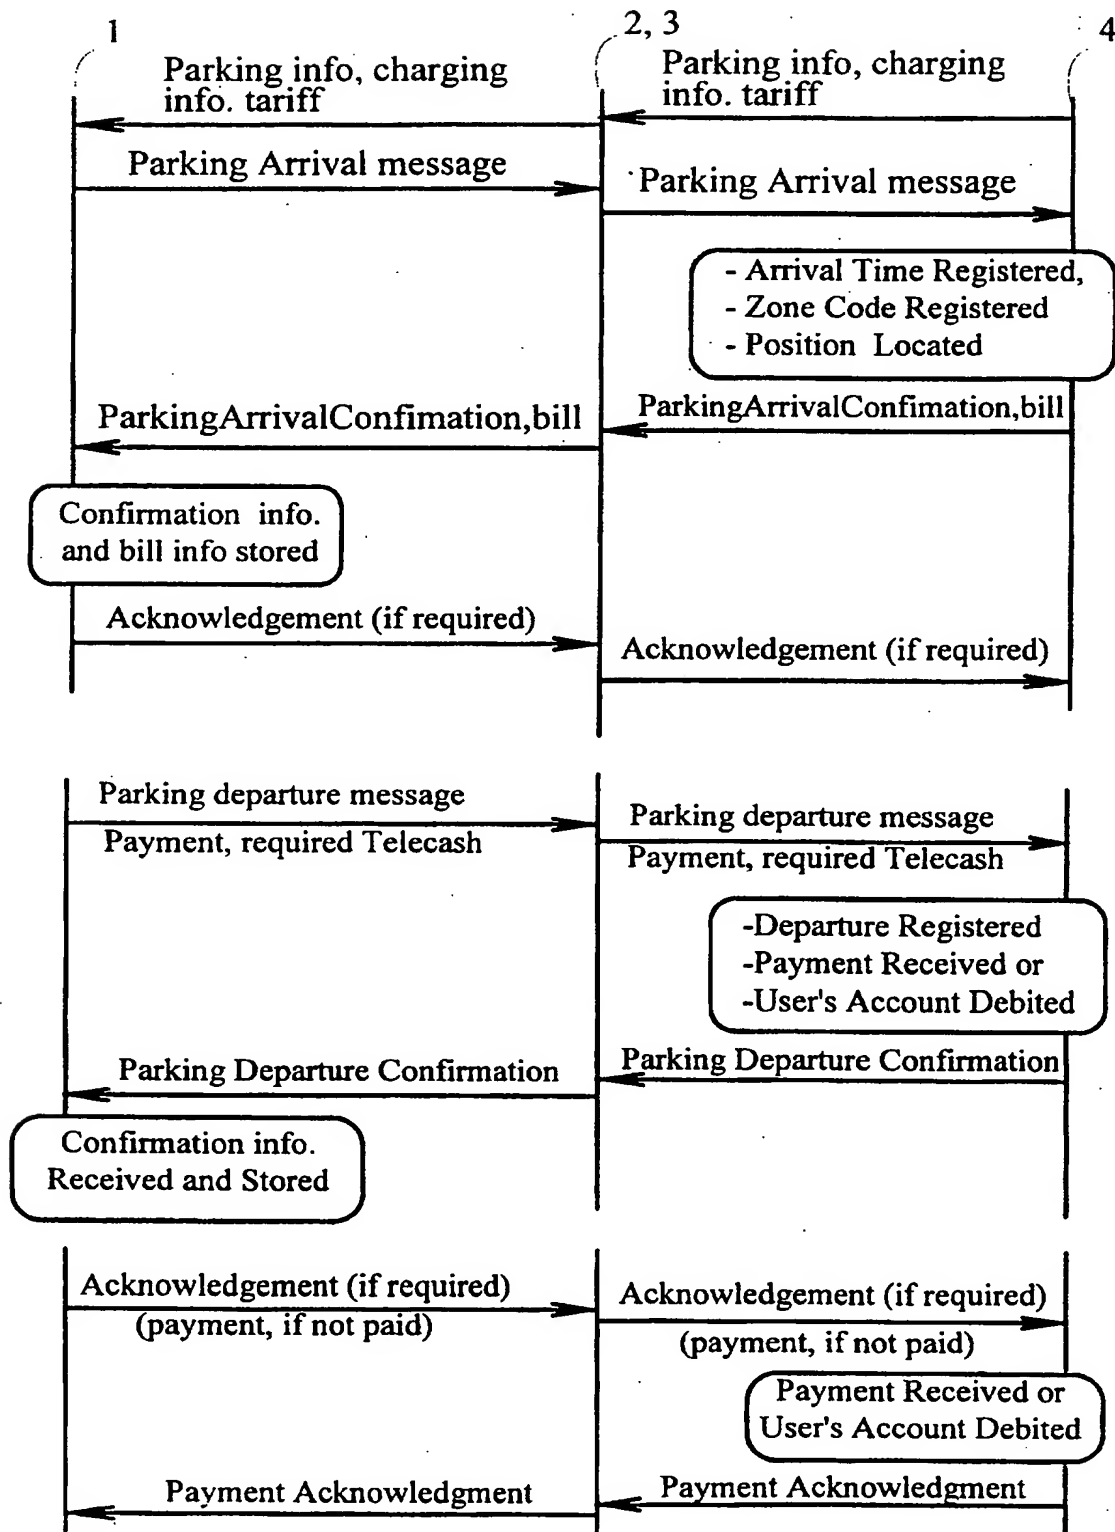 1
2, 3
4
Parking info, charging
info. tariff
Parking info, charging
info. tariff
Parking Arrival message
Parking Arrival message
- Arrival Time Registered,
- Zone Code Registered
- Position Located
ParkingArrivalConfimation,bill
ParkingArrivalConfimation,bill
Confirmation info.
and bill info stored
Acknowledgement (if required)
Acknowledgement (if required)
Parking departure message
Payment, required Telecash
Parking departure message
Payment, required Telecash
-Departure Registered
-Payment Received or
-User's Account Debited
Parking Departure Confirmation
Parking Departure Confirmation
Confirmation info.
Received and Stored
Acknowledgement (if required)
(payment, if not paid)
Acknowledgement (if required)
(payment, if not paid)
Payment Received or
User's Account Debited
Payment Acknowledgment
Payment Acknowledgment